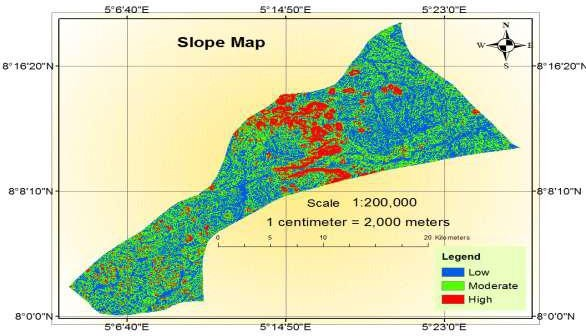 5°6'40"E 5°14'50"E 5°23'0"E
Slope Map
N
W E
S
8°16'20"N 8°16'20"N
8°8'10"N 8°8'10"N
Scale 1:200,000
1 centimeter = 2,000 meters
0 5 10 20 Kilometers
Legend
Low
Moderate
High
8°0'0"N 8°0'0"N
5°6'40"E 5°14'50"E 5°23'0"E